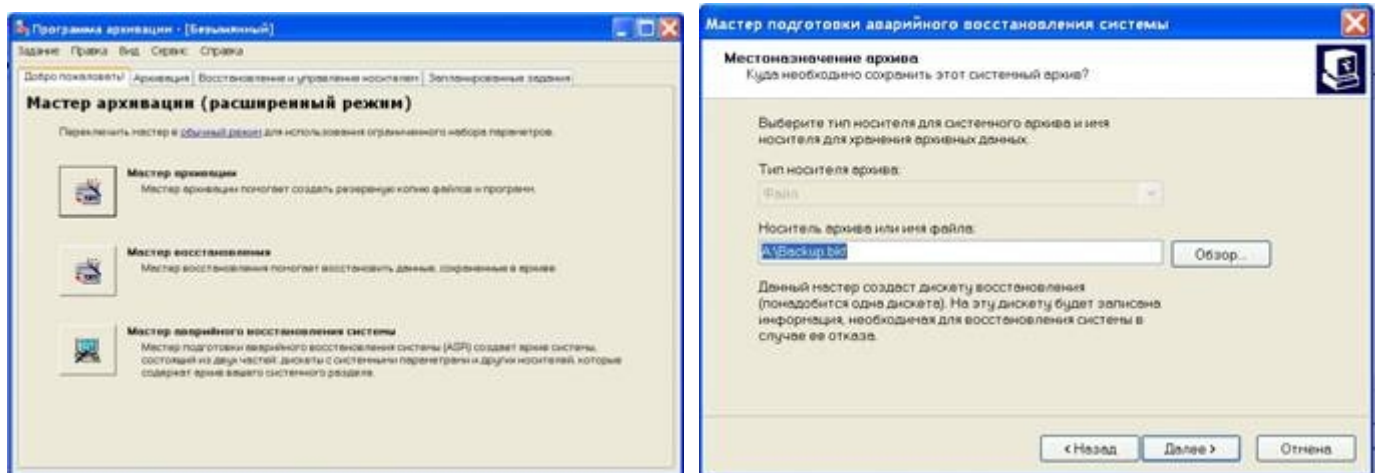 Программа архивации - [Безымянный]
Задание Правка Вид Сервис Справка
Добро пожаловать! Архивация Восстановление и управление носителем Запланированные задания
Мастер архивации (расширенный режим)
Переключить мастер в обычный режим для использования ограниченного набора параметров.
Мастер архивации
Мастер архивации помогает создать резервную копию файлов и программ.
Мастер восстановления
Мастер восстановления помогает восстановить данные, сохраненные в архиве
Мастер аварийного восстановления системы
Мастер подготовки аварийного восстановления системы (ASR) создает архив системы,
состоящий из двух частей: дискеты с системными параметрами и других носителей, которые
содержат архив вашего системного раздела.
Мастер подготовки аварийного восстановления системы
Местоназначение архива
Куда необходимо сохранить этот системный архив?
Выберите тип носителя для системного архива и имя
носителя для хранения архивных данных.
Тип носителя архива:
Файл
Носитель архива или имя файла:
A:\Backup.bkf
Обзор...
Данный мастер создаст дискету восстановления
(понадобится одна дискета). На эту дискету будет записана
информация, необходимая для восстановления системы в
случае ее отказа.
< Назад Далее > Отмена